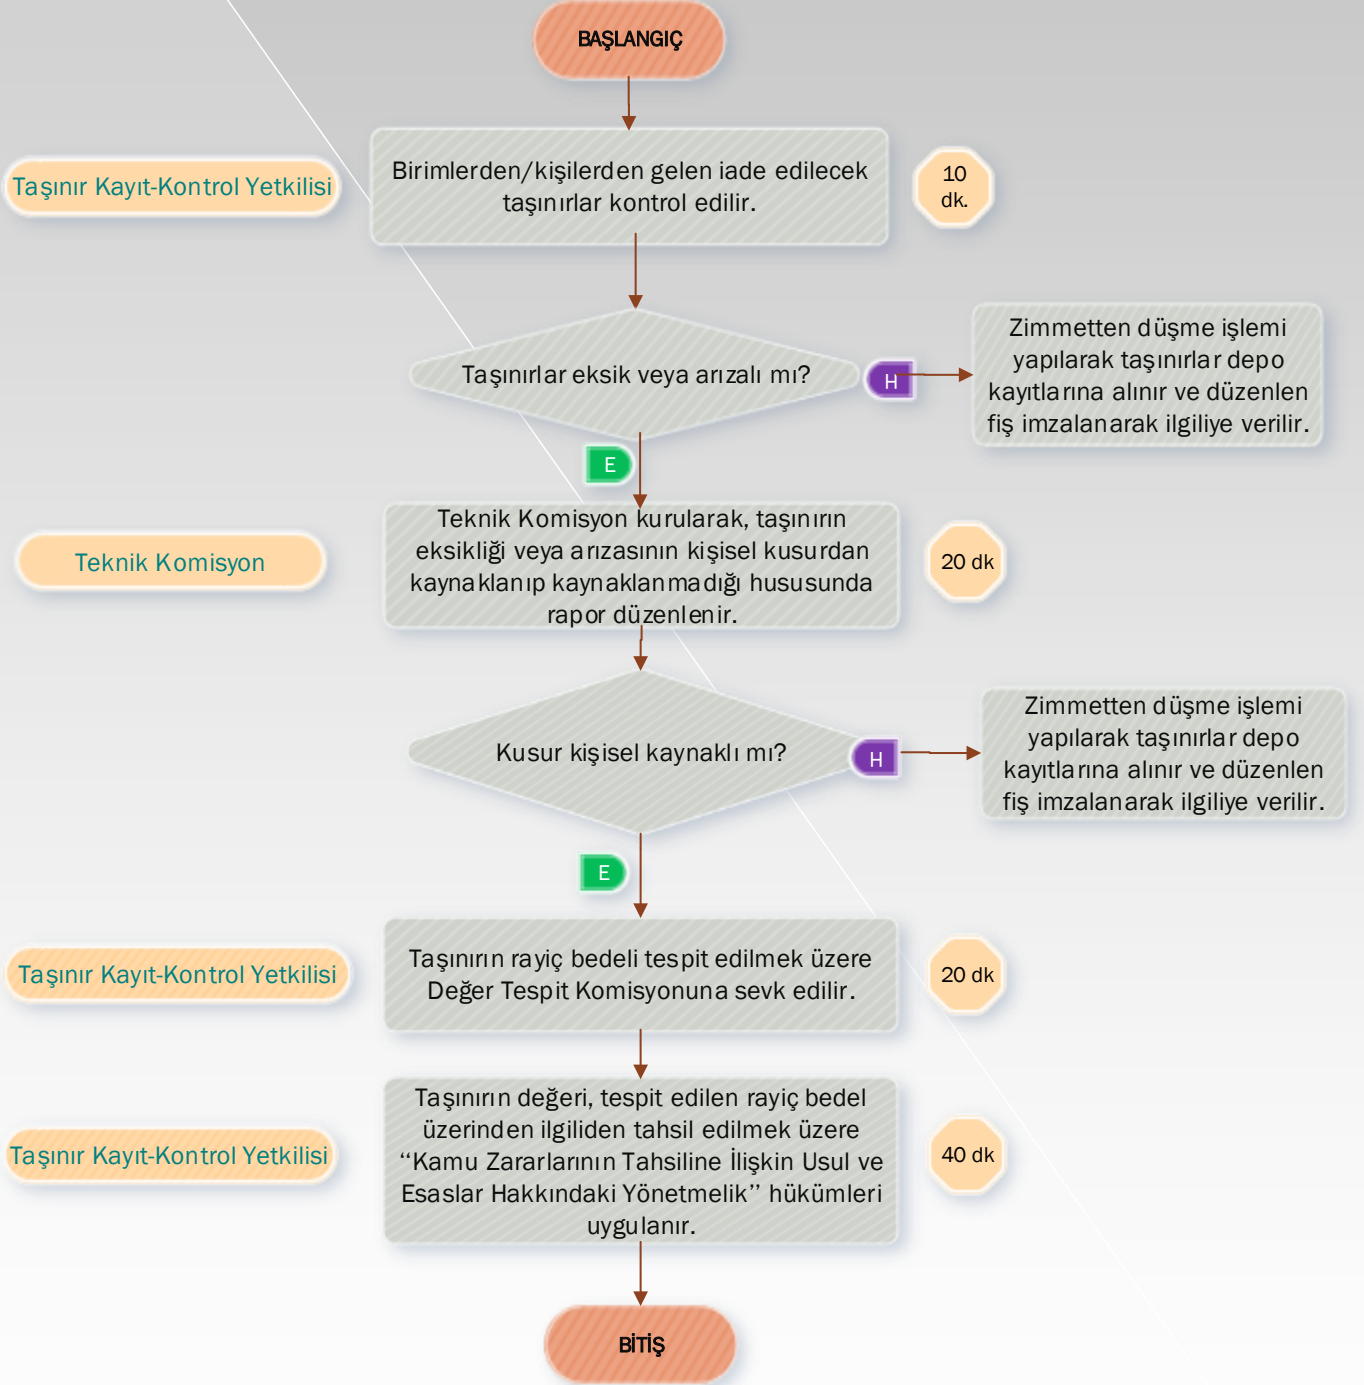 BAŞLANGIÇ
Taşınır Kayıt-Kontrol Yetkilisi
Birimlerden/kişilerden gelen iade edilecek
taşınırlar kontrol edilir.
10
dk.
Taşınırlar eksik veya arızalı mı?
H
Zimmetten düşme işlemi
yapılarak taşınırlar depo
kayıtlarına alınır ve düzenlen
fiş imzalanarak ilgiliye verilir.
E
Teknik Komisyon
Teknik Komisyon kurularak, taşınırın
eksikliği veya arızasının kişisel kusurdan
kaynaklanıp kaynaklanmadığı hususunda
rapor düzenlenir.
20 dk
Kusur kişisel kaynaklı mı?
H
Zimmetten düşme işlemi
yapılarak taşınırlar depo
kayıtlarına alınır ve düzenlen
fiş imzalanarak ilgiliye verilir.
E
Taşınır Kayıt-Kontrol Yetkilisi
Taşınırın rayiç bedeli tespit edilmek üzere
Değer Tespit Komisyonuna sevk edilir.
20 dk
Taşınır Kayıt-Kontrol Yetkilisi
Taşınırın değeri, tespit edilen rayiç bedel
üzerinden ilgiliden tahsil edilmek üzere
‘‘Kamu Zararlarının Tahsiline İlişkin Usul ve
Esaslar Hakkındaki Yönetmelik’’ hükümleri
uygulanır.
40 dk
BİTİŞ